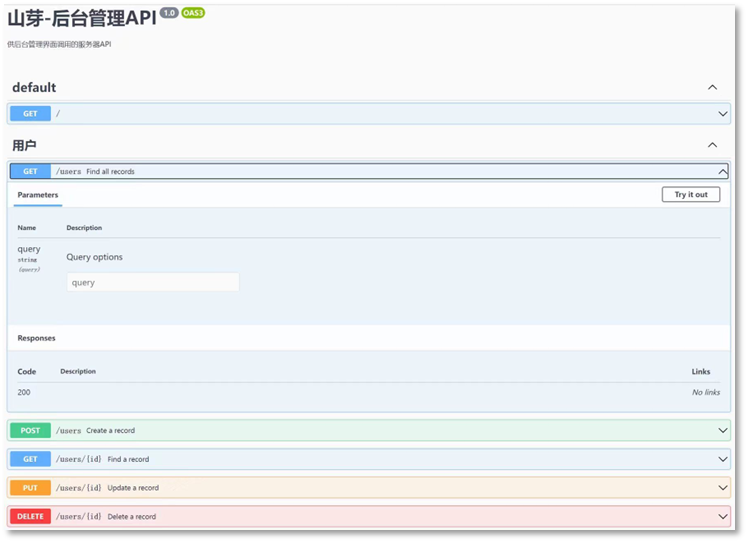 山芽-后台管理API 1.0 OAS3
供后台管理界面调用的服务器API
default
GET /
用户
GET /users Find all records
Parameters Try it out
Name Description
query Query options
string
(query)
query
Responses
Code Description Links
200 No links
POST /users Create a record
GET /users/{id} Find a record
PUT /users/{id} Update a record
DELETE /users/{id} Delete a record